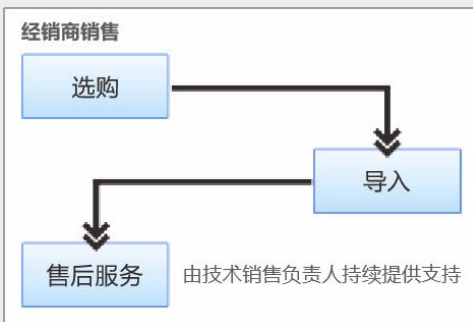 经销商销售
选购
导入
售后服务
由技术销售负责人持续提供支持